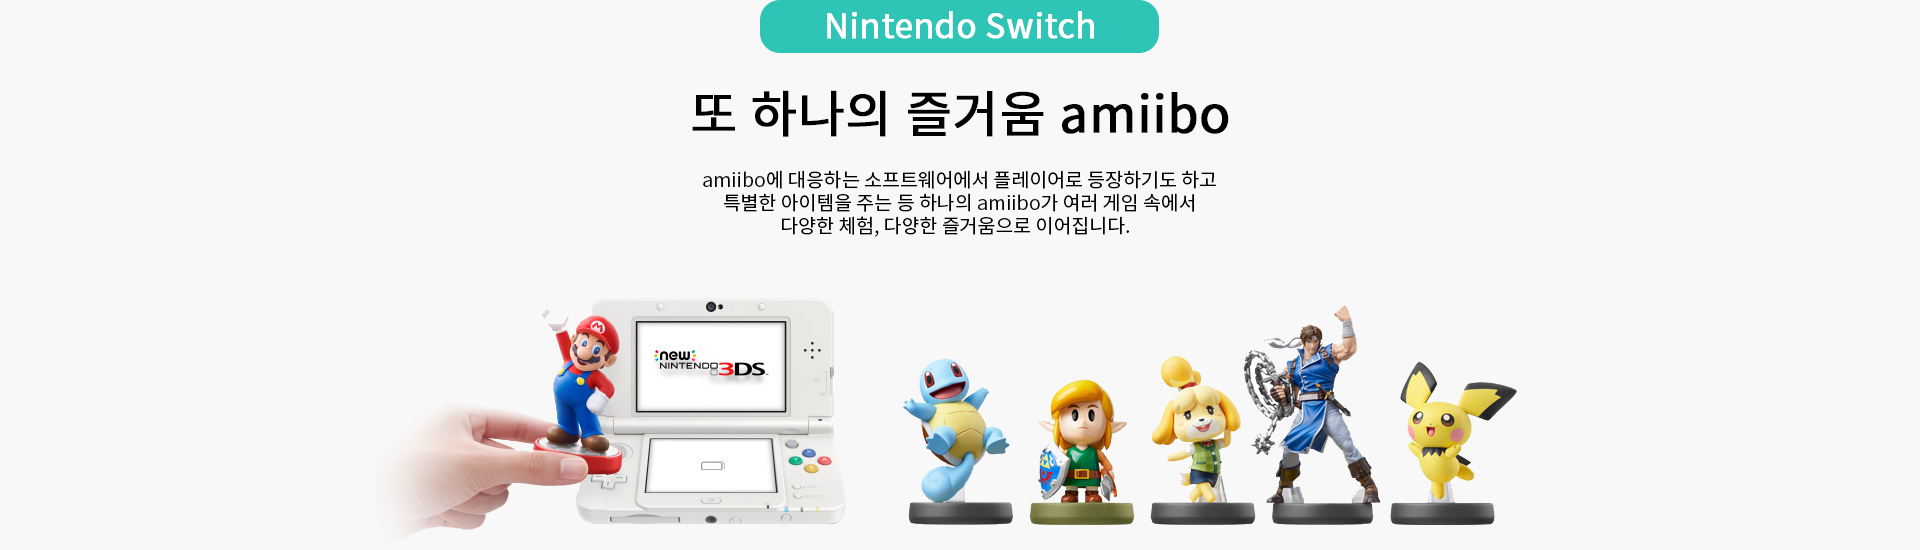 Nintendo Switch
또 하나의 즐거움 amiibo
amiibo에 대응하는 소프트웨어에서 플레이어로 등장하기도 하고
특별한 아이템을 주는 등 하나의 amiibo가 여러 게임 속에서
다양한 체험, 다양한 즐거움으로 이어집니다.
new
NINTENDO3DS